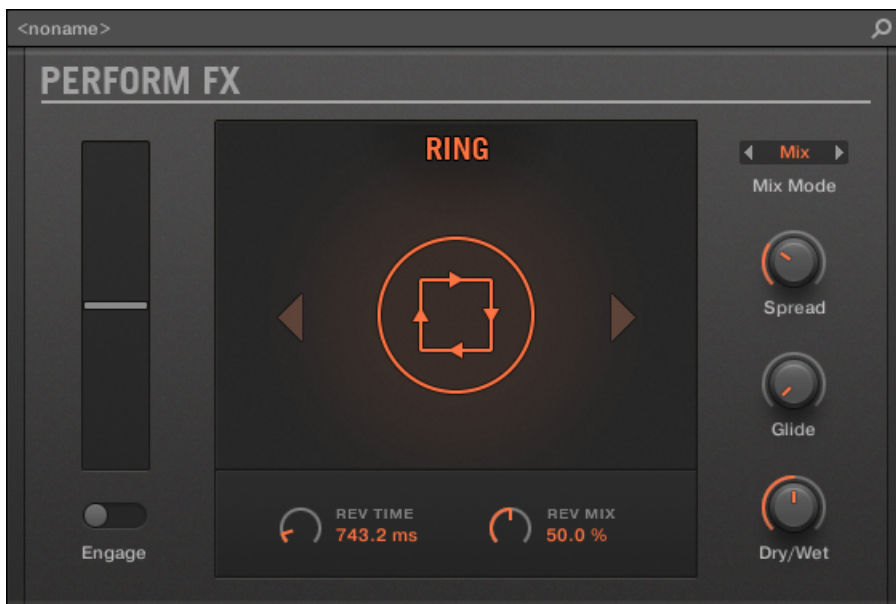 <noname>
PERFORM FX
RING
Mix
Mix Mode
Spread
Glide
Dry/Wet
Engage
REV TIME
743.2 ms
REV MIX
50.0 %